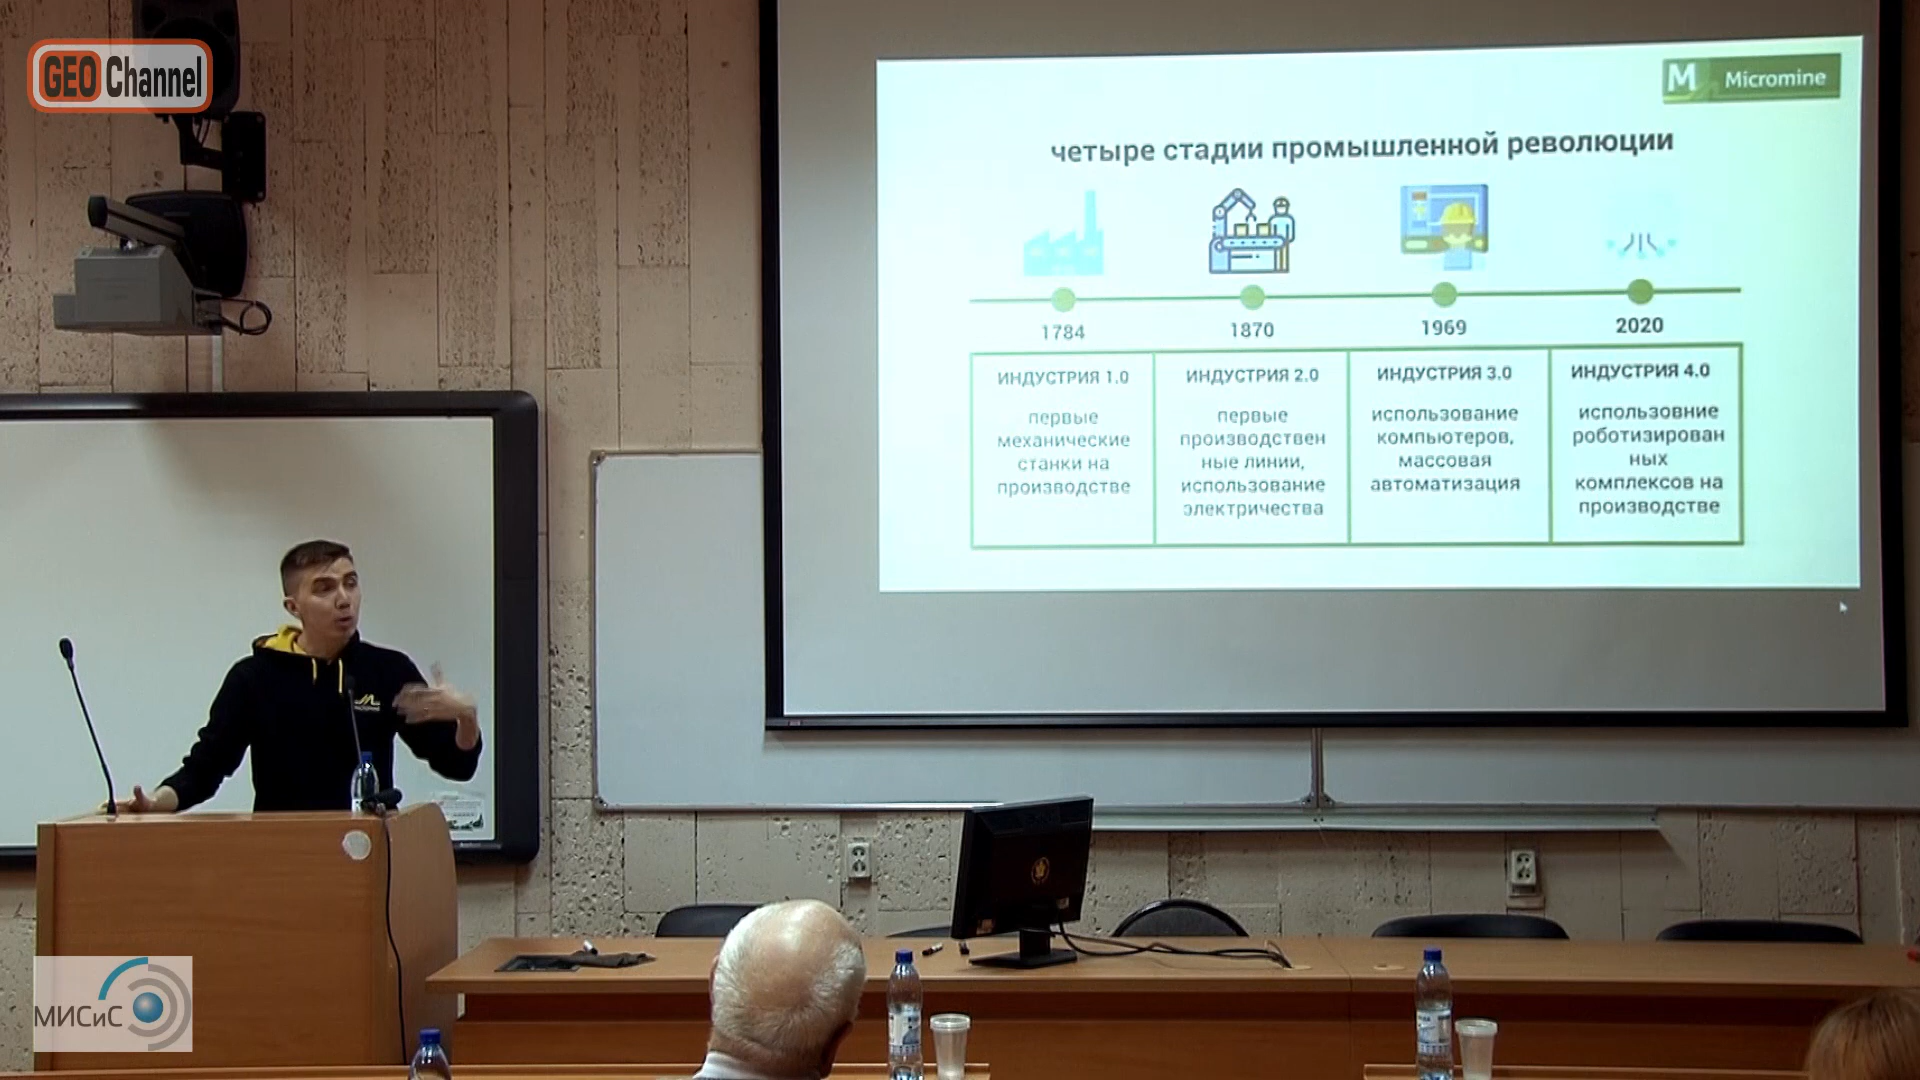 GEO Channel
M Micromine
четыре стадии промышленной революции
1784
1870
1969
2020
ИНДУСТРИЯ 1.0
первые
механические
станки на
производстве
ИНДУСТРИЯ 2.0
первые
производствен
ные линии,
использование
электричества
ИНДУСТРИЯ 3.0
использование
компьютеров,
массовая
автоматизация
ИНДУСТРИЯ 4.0
использовние
роботизирован
ных
комплексов на
производстве
МИСиС